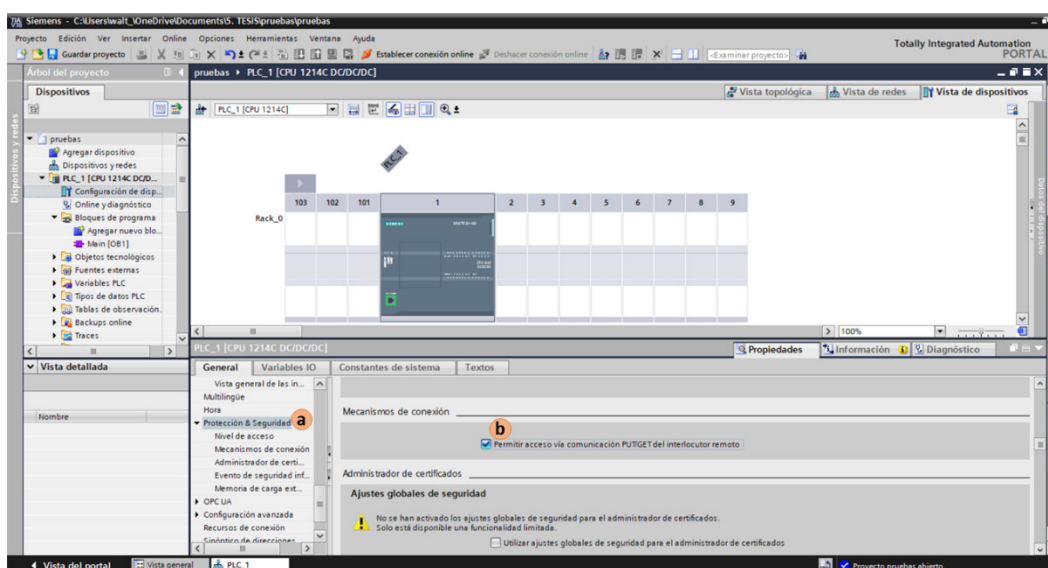 Siemens - C:\Users\walt_\OneDrive\Documents\5. TESIS\pruebas\pruebas
Proyecto Edición Ver Insertar Online Opciones Herramientas Ventana Ayuda
Guardar proyecto Establecer conexión online Deshacer conexión online <Examinar proyecto>
Totally Integrated Automation
PORTAL
Árbol del proyecto
pruebas ▸ PLC_1 [CPU 1214C DC/DC/DC]
Dispositivos
Vista topológica Vista de redes Vista de dispositivos
PLC_1 [CPU 1214C]
Dispositivos y redes
pruebas
Agregar dispositivo
Dispositivos y redes
PLC_1 [CPU 1214C DC/D...
Configuración de disp...
Online y diagnóstico
Bloques de programa
Agregar nuevo blo...
Main [OB1]
Objetos tecnológicos
Fuentes externas
Variables PLC
Tipos de datos PLC
Tablas de observación...
Backups online
Traces
PLC_1
103 102 101 1 2 3 4 5 6 7 8 9
Rack_0
SIEMENS
Datos del dispositivo
100%
PLC_1 [CPU 1214C DC/DC/DC]
Propiedades Información Diagnóstico
Vista detallada
Nombre
General Variables IO Constantes de sistema Textos
Vista general de las in...
Multilingüe
Hora
Protección & Seguridad a
Nivel de acceso
Mecanismos de conexión
Administrador de certi...
Evento de seguridad inf...
Memoria de carga ext...
OPC UA
Configuración avanzada
Recursos de conexión
Sinóptico de direcciones
Mecanismos de conexión
b
Permitir acceso vía comunicación PUT/GET del interlocutor remoto
Administrador de certificados
Ajustes globales de seguridad
No se han activado los ajustes globales de seguridad para el administrador de certificados.
Solo está disponible una funcionalidad limitada.
Utilizar ajustes globales de seguridad para el administrador de certificados
Vista del portal Vista general PLC_1 Proyecto pruebas abierto.